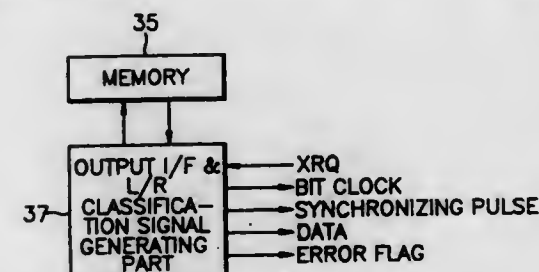 35
MEMORY
OUTPUT I/F &
L/R
CLASSIFICA-
TION SIGNAL
GENERATING
PART
37
XRQ
BIT CLOCK
SYNCHRONIZING PULSE
DATA
ERROR FLAG